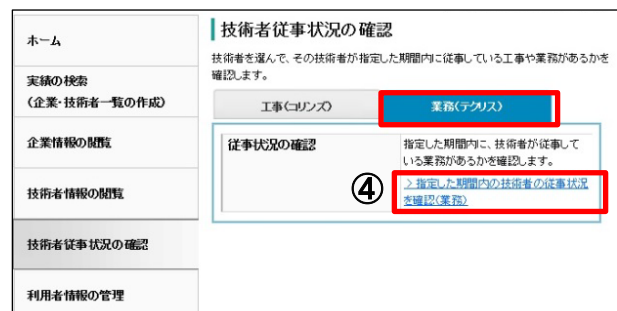 ホーム
実績の検索
(企業・技術者一覧の作成)
企業情報の閲覧
技術者情報の閲覧
技術者従事状況の確認
利用者情報の管理
技術者従事状況の確認
技術者を選んで、その技術者が指定した期間内に従事している工事や業務があるかを
確認します。
工事(コリンズ)
業務(テクリス)
従事状況の確認
指定した期間内に、技術者が従事して
いる業務があるかを確認します。
④
>指定した期間内の技術者の従事状況
を確認(業務)